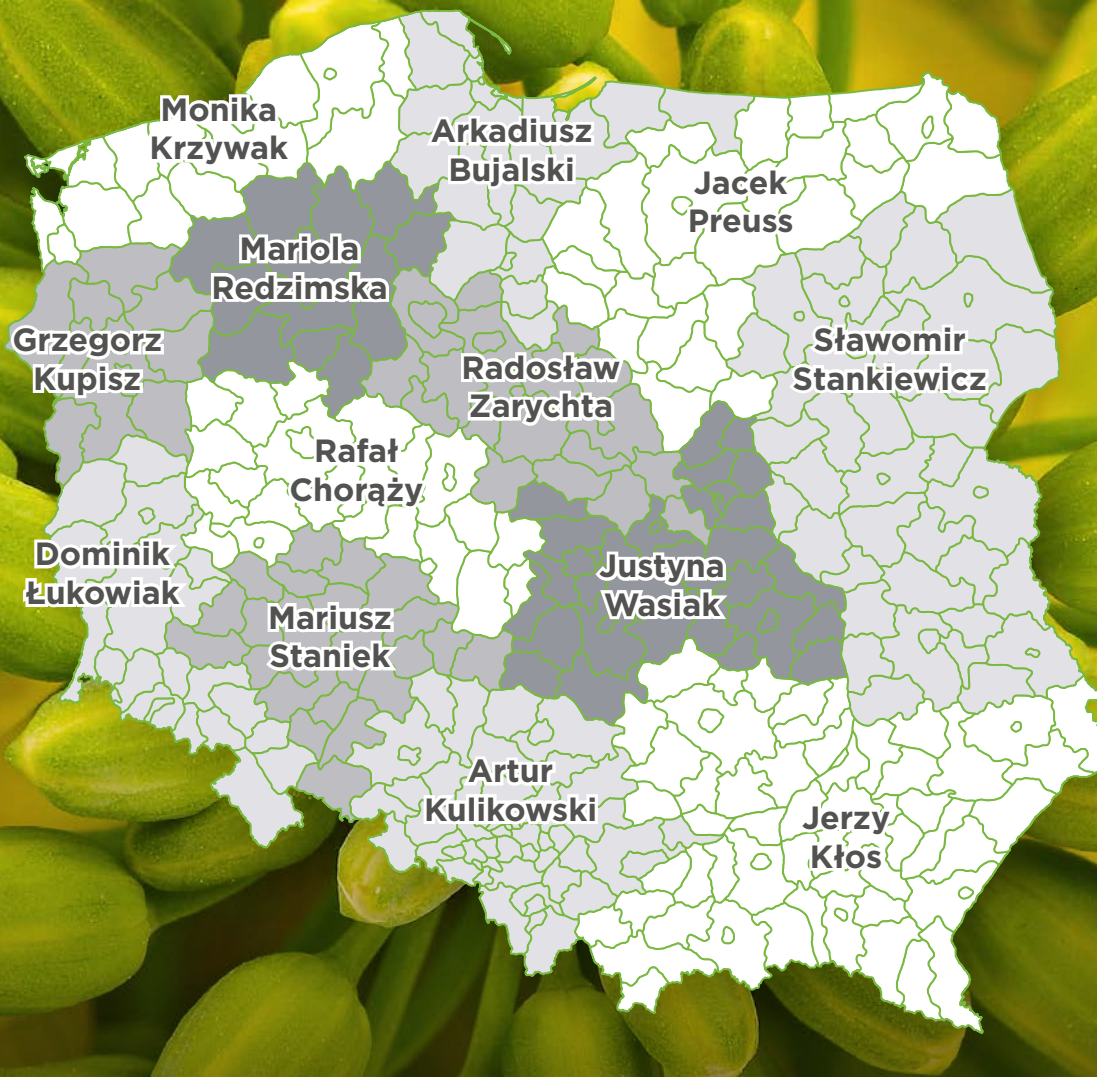 Monika
Krzywak
Arkadiusz
Bujalski
Jacek
Preuss
Mariola
Redzimska
Grzegorz
Kupisz
Radosław
Zarychta
Sławomir
Stankiewicz
Rafał
Chorąży
Dominik
Łukowiak
Justyna
Wasiak
Mariusz
Staniek
Artur
Kulikowski
Jerzy
Kłos